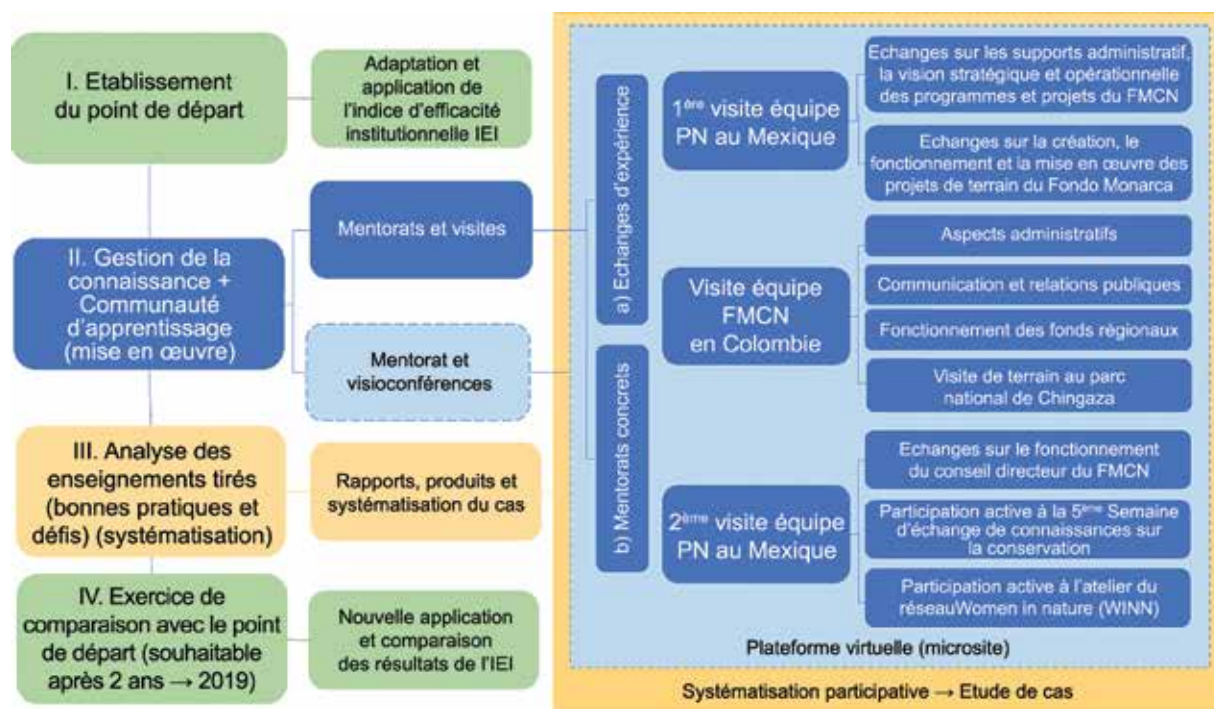 I. Etablissement
du point de départ
Adaptation et
application de
l'indice d'efficacité
institutionnelle IEI
II. Gestion de la
connaissance +
Communauté
d'apprentissage
(mise en œuvre)
Mentorats et visites
Mentorat et
visioconférences
III. Analyse des
enseignements tirés
(bonnes pratiques et
défis) (systématisation)
Rapports, produits et
systématisation du cas
IV. Exercice de
comparaison avec le point
de départ (souhaitable
après 2 ans → 2019)
Nouvelle application
et comparaison
des résultats de l'IEI
a) Echanges d'expérience
b) Mentorats concrets
1ère visite équipe
PN au Mexique
Echanges sur les supports administratif,
la vision stratégique et opérationnelle
des programmes et projets du FMCN
Echanges sur la création, le
fonctionnement et la mise en œuvre des
projets de terrain du Fondo Monarca
Visite équipe
FMCN
en Colombie
Aspects administratifs
Communication et relations publiques
Fonctionnement des fonds régionaux
Visite de terrain au parc
national de Chingaza
2ème visite équipe
PN au Mexique
Echanges sur le fonctionnement
du conseil directeur du FMCN
Participation active à la 5ème Semaine
d'échange de connaissances sur
la conservation
Participation active à l'atelier du
réseauWomen in nature (WINN)
Plateforme virtuelle (microsite)
Systématisation participative → Etude de cas